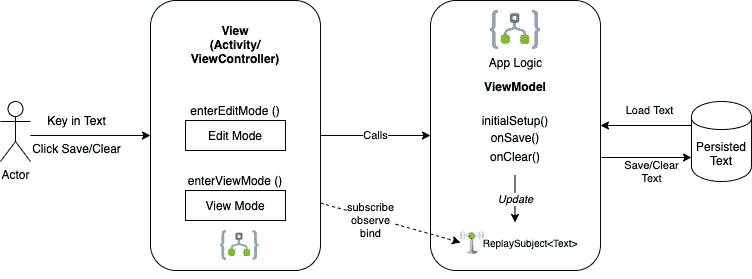 Actor
Key in Text
Click Save/Clear
View
(Activity/
ViewController)
enterEditMode ()
Edit Mode
enterViewMode ()
View Mode
Calls
subscribe
observe
bind
App Logic
ViewModel
initialSetup()
onSave()
onClear()
Update
ReplaySubject<Text>
Load Text
Save/Clear
Text
Persisted
Text